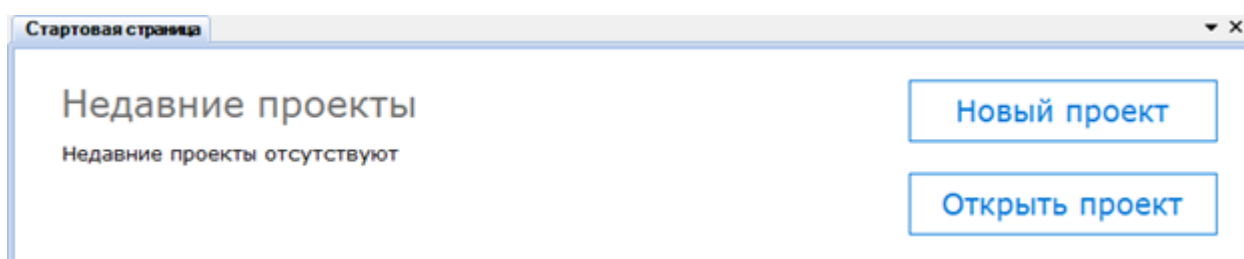 Стартовая страница
Недавние проекты
Новый проект
Недавние проекты отсутствуют
Открыть проект